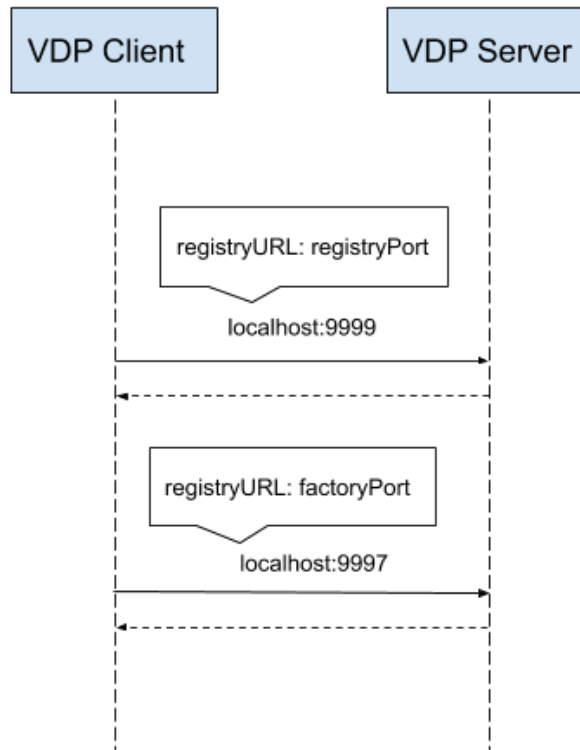 VDP Client
VDP Server
registryURL: registryPort
localhost:9999
registryURL: factoryPort
localhost:9997